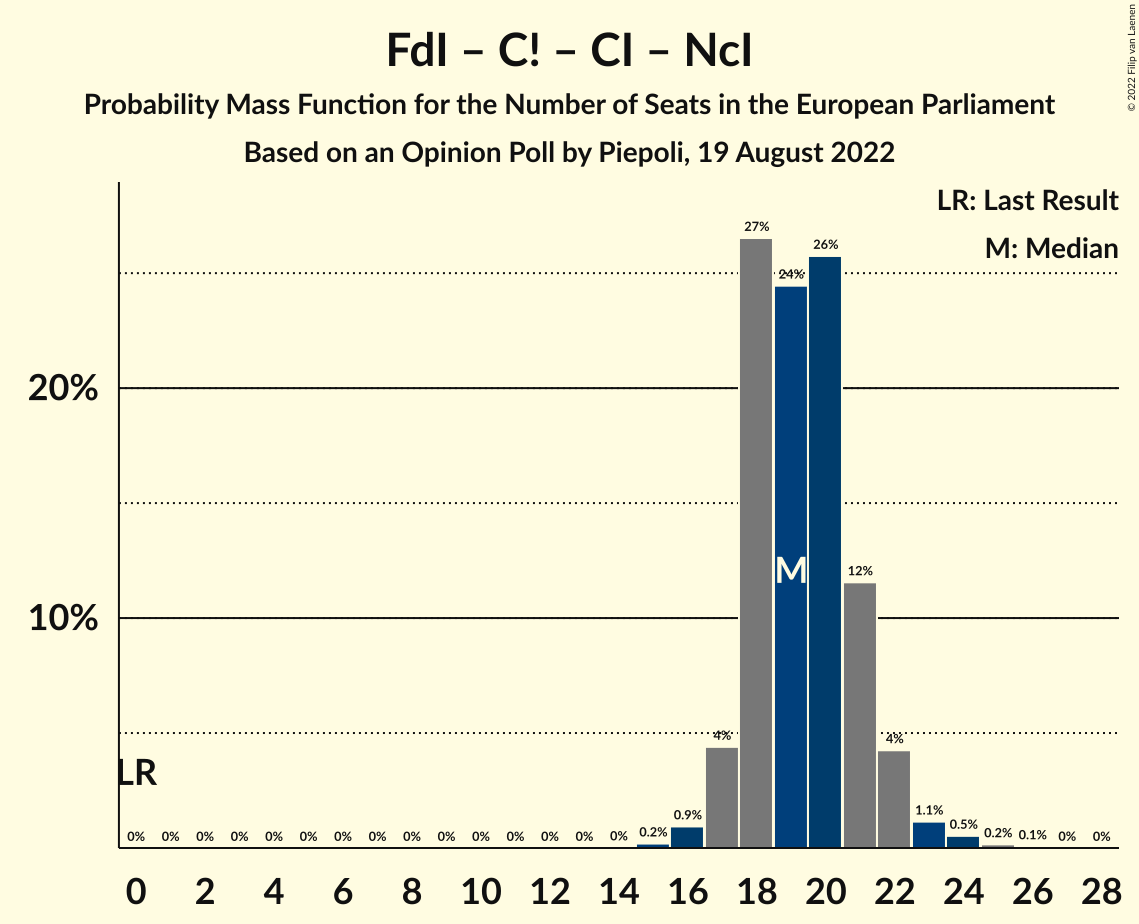 FdI – C! – CI – NcI
Probability Mass Function for the Number of Seats in the European Parliament
Based on an Opinion Poll by Piepoli, 19 August 2022
© 2022 Filip van Laenen
LR: Last Result
M: Median
27%
26%
24%
20%
M
12%
10%
4%
4%
LR
0% 0% 0% 0% 0% 0% 0% 0% 0% 0% 0% 0% 0% 0% 0% 0.2% 0.9% 1.1% 0.5% 0.2% 0.1% 0% 0%
0 2 4 6 8 10 12 14 16 18 20 22 24 26 28